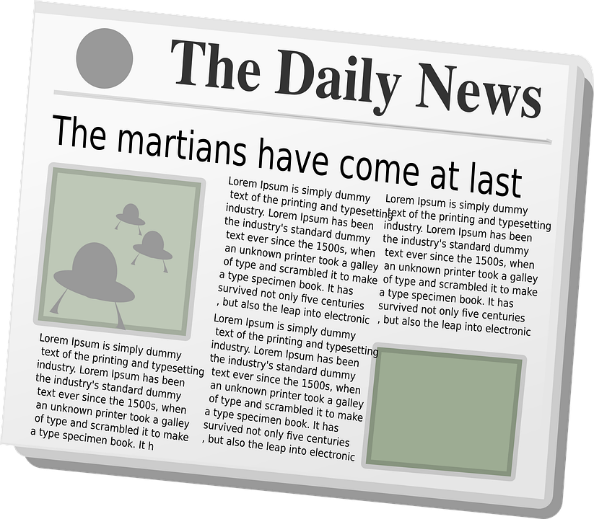 The Daily News
The martians have come at last
Lorem Ipsum is simply dummy
text of the printing and typesetting
industry. Lorem Ipsum has been
the industry's standard dummy
text ever since the 1500s, when
an unknown printer took a galley
of type and scrambled it to make
a type specimen book. It h
Lorem Ipsum is simply dummy
text of the printing and typesetting
industry. Lorem Ipsum has been
the industry's standard dummy
text ever since the 1500s, when
an unknown printer took a galley
of type and scrambled it to make
a type specimen book. It has
survived not only five centuries
, but also the leap into electronic
Lorem Ipsum is simply dummy
text of the printing and typesetting
industry. Lorem Ipsum has been
the industry's standard dummy
text ever since the 1500s, when
an unknown printer took a galley
of type and scrambled it to make
a type specimen book. It has
survived not only five centuries
, but also the leap into electronic
Lorem Ipsum is simply dummy
text of the printing and typesetting
industry. Lorem Ipsum has been
the industry's standard dummy
text ever since the 1500s, when
an unknown printer took a galley
of type and scrambled it to make
a type specimen book. It has
survived not only five centuries
, but also the leap into electronic